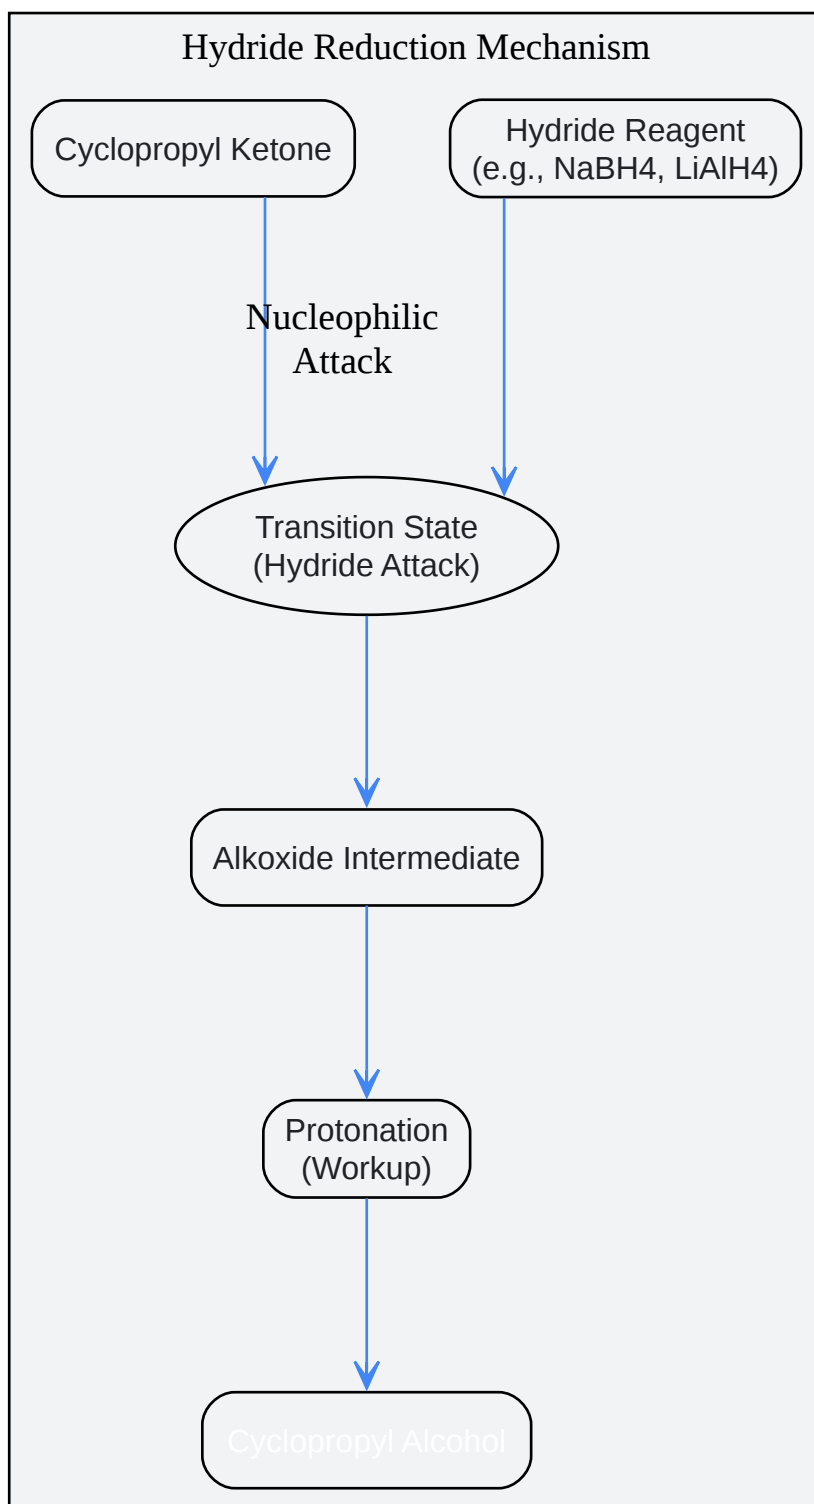 Hydride Reduction Mechanism
Cyclopropyl Ketone
Hydride Reagent
(e.g., NaBH4, LiAlH4)
Nucleophilic
Attack
Transition State
(Hydride Attack)
Alkoxide Intermediate
Protonation
(Workup)
Cyclopropyl Alcohol